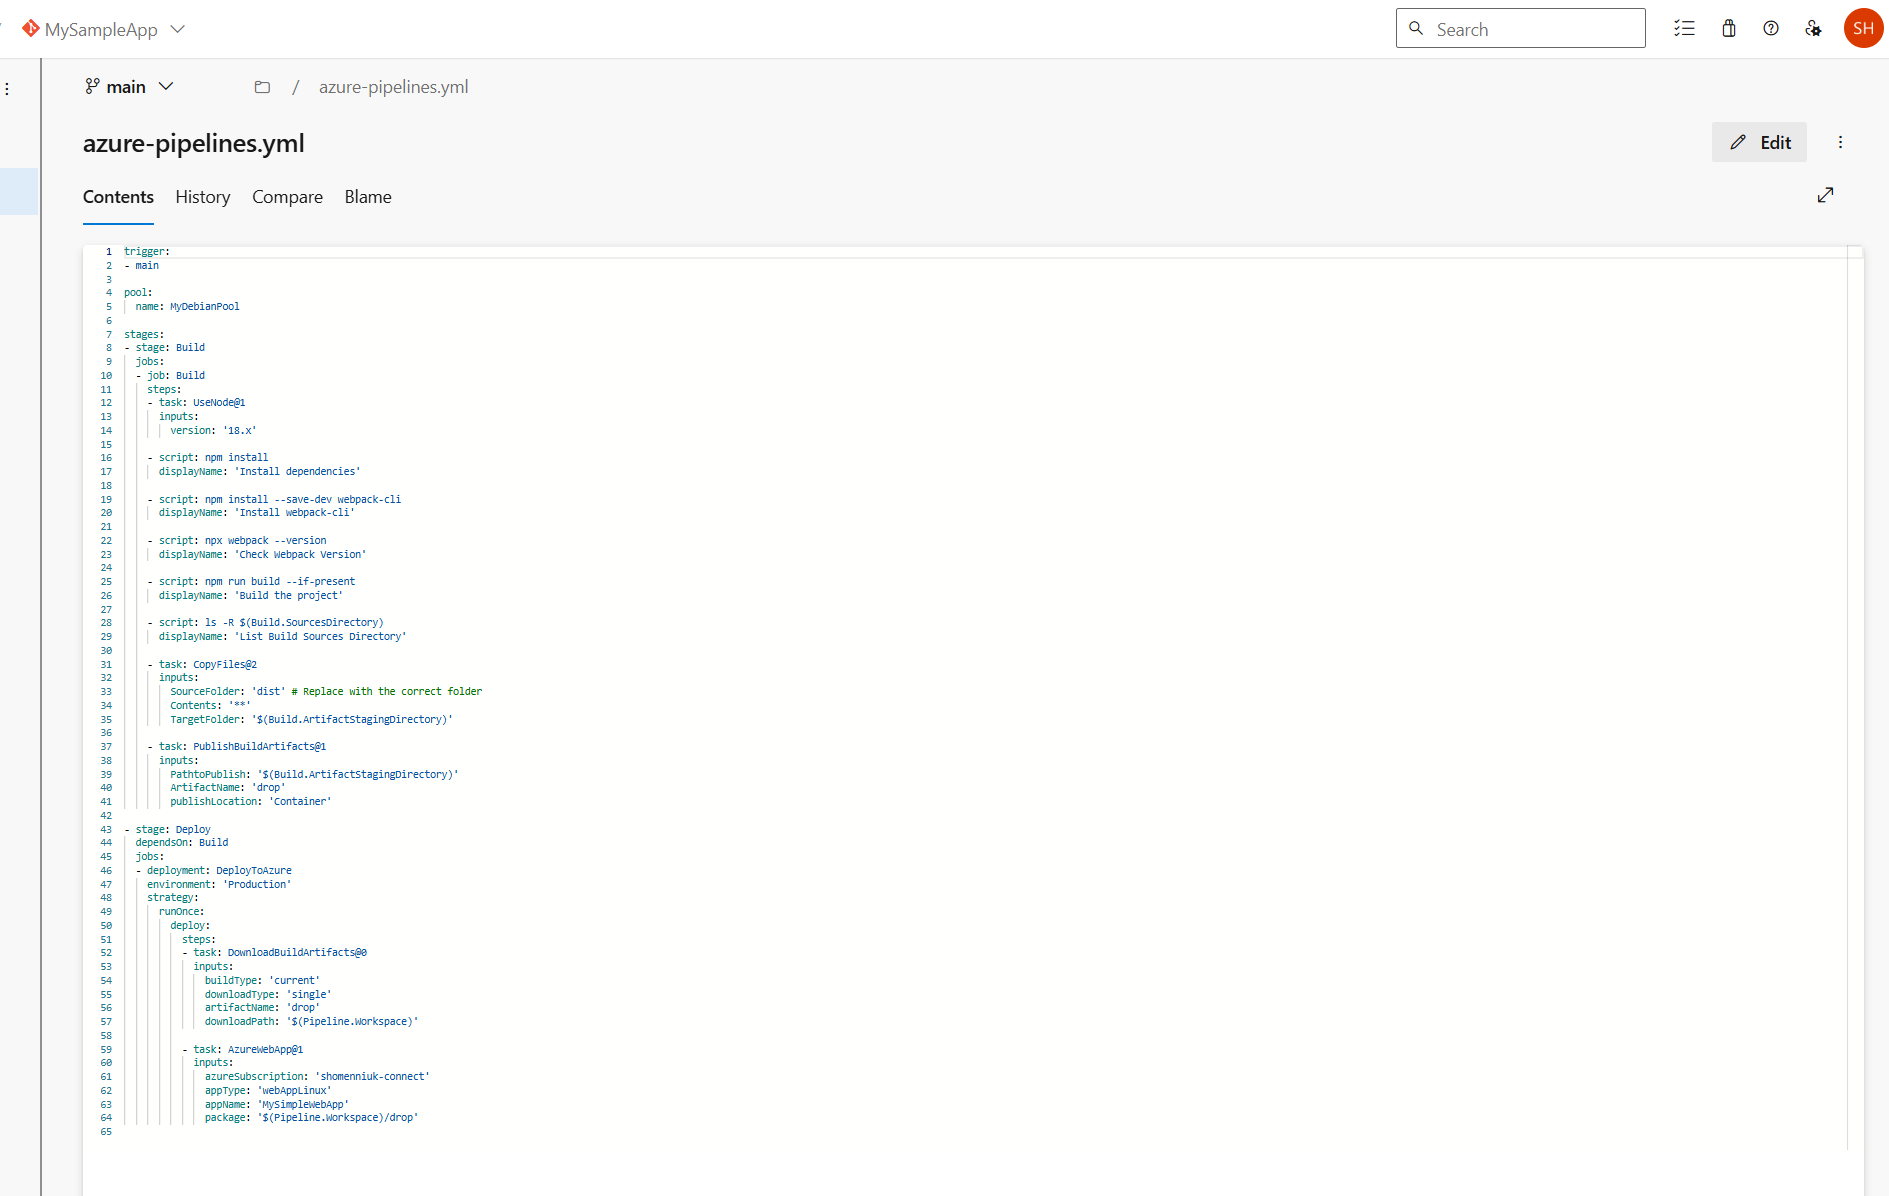 MySampleApp
Search
SH
main
/ azure-pipelines.yml
azure-pipelines.yml
Edit
Contents History Compare Blame
1 trigger:
2 - main
3
4 pool:
5   name: MyDebianPool
6
7 stages:
8 - stage: Build
9   jobs:
10   - job: Build
11     steps:
12     - task: UseNode@1
13       inputs:
14         version: '18.x'
15
16     - script: npm install
17       displayName: 'Install dependencies'
18
19     - script: npm install --save-dev webpack-cli
20       displayName: 'Install webpack-cli'
21
22     - script: npx webpack --version
23       displayName: 'Check Webpack Version'
24
25     - script: npm run build --if-present
26       displayName: 'Build the project'
27
28     - script: ls -R $(Build.SourcesDirectory)
29       displayName: 'List Build Sources Directory'
30
31     - task: CopyFiles@2
32       inputs:
33         SourceFolder: 'dist' # Replace with the correct folder
34         Contents: '**'
35         TargetFolder: '$(Build.ArtifactStagingDirectory)'
36
37     - task: PublishBuildArtifacts@1
38       inputs:
39         PathtoPublish: '$(Build.ArtifactStagingDirectory)'
40         ArtifactName: 'drop'
41         publishLocation: 'Container'
42
43 - stage: Deploy
44   dependsOn: Build
45   jobs:
46   - deployment: DeployToAzure
47     environment: 'Production'
48     strategy:
49       runOnce:
50         deploy:
51           steps:
52           - task: DownloadBuildArtifacts@0
53             inputs:
54               buildType: 'current'
55               downloadType: 'single'
56               artifactName: 'drop'
57               downloadPath: '$(Pipeline.Workspace)'
58
59           - task: AzureWebApp@1
60             inputs:
61               azureSubscription: 'shomenniuk-connect'
62               appType: 'webAppLinux'
63               appName: 'MySimpleWebApp'
64               package: '$(Pipeline.Workspace)/drop'
65